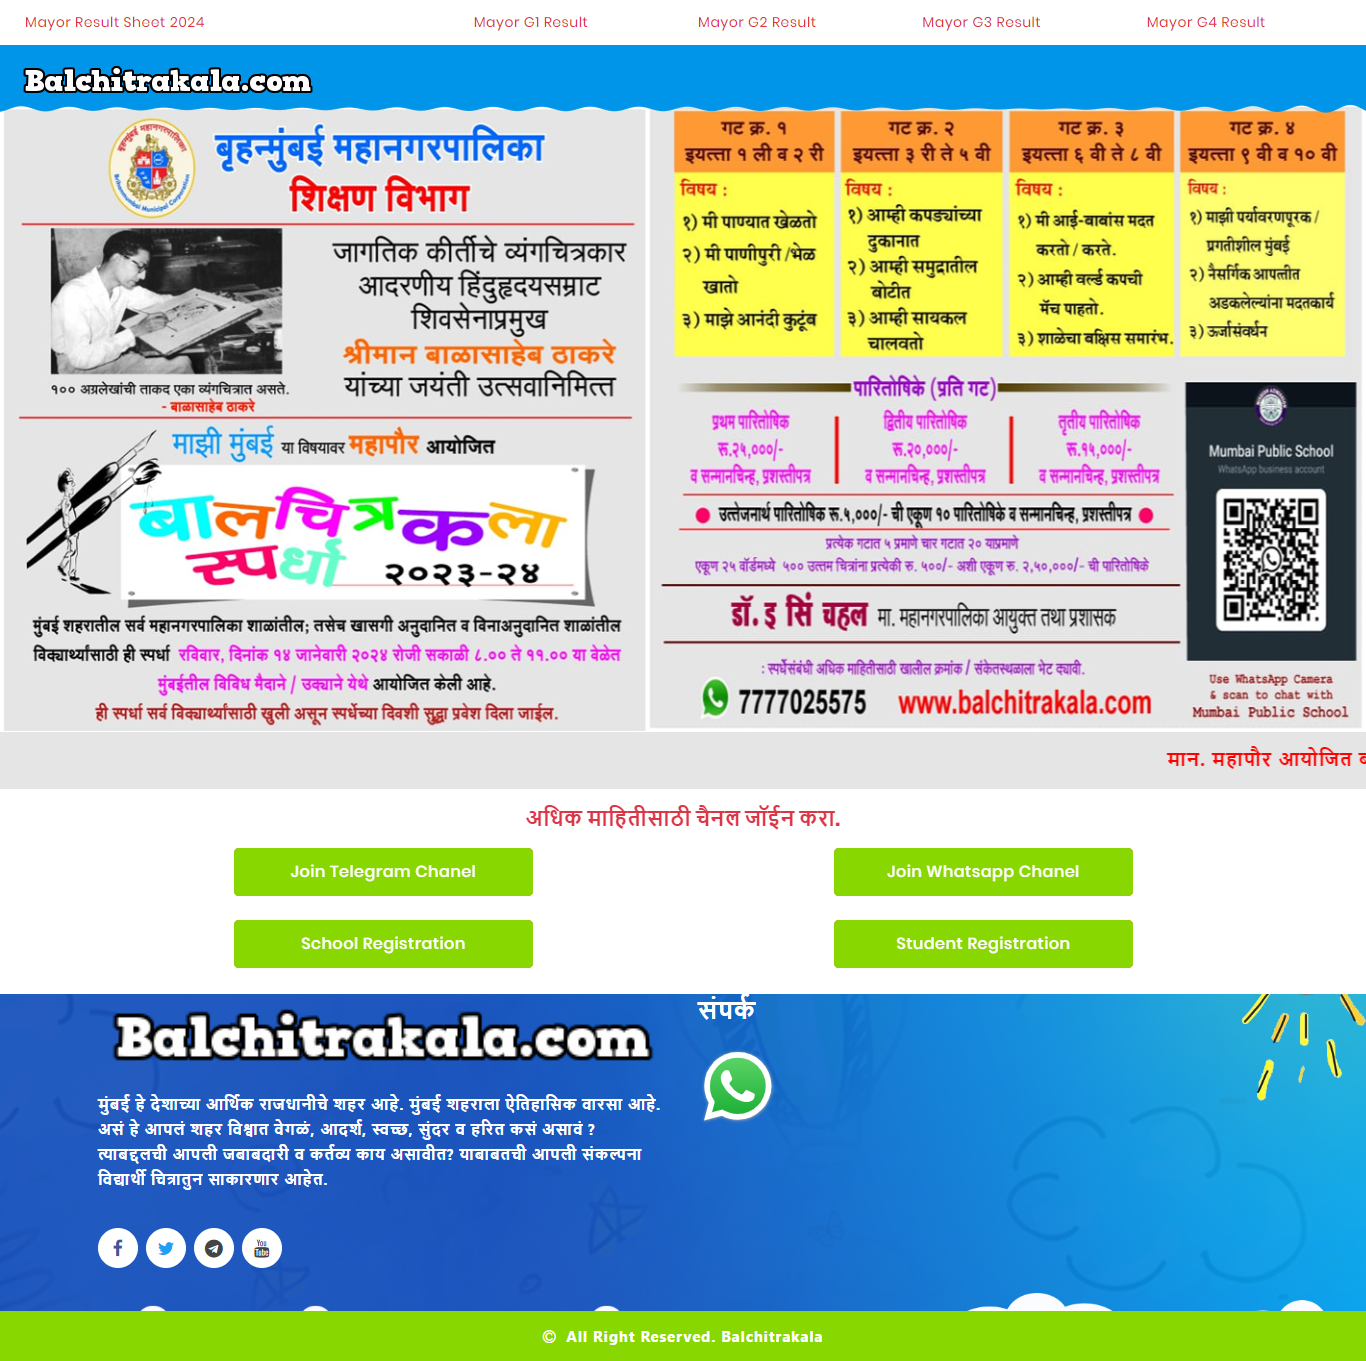 Mayor Result Sheet 2024
Mayor G1 Result
Mayor G2 Result
Mayor G3 Result
Mayor G4 Result
Balchitrakala.com
बृहन्मुंबई महानगरपालिका
शिक्षण विभाग
जागतिक कीर्तीचे व्यंगचित्रकार
आदरणीय हिंदुहृदयसम्राट
शिवसेनाप्रमुख
श्रीमान बाळासाहेब ठाकरे
यांच्या जयंती उत्सवानिमित्त
१०० अग्रलेखांची ताकद एका व्यंगचित्रात असते.
- बाळासाहेब ठाकरे
माझी मुंबई या विषयावर महापौर आयोजित
बालचित्रकला
स्पर्धा २०२३-२४
मुंबई शहरातील सर्व महानगरपालिका शाळांतील; तसेच खासगी अनुदानित व विनाअनुदानित शाळांतील
विद्यार्थ्यांसाठी ही स्पर्धा रविवार, दिनांक १४ जानेवारी २०२४ रोजी सकाळी ८.०० ते ११.०० या वेळेत
मुंबईतील विविध मैदाने / उद्याने येथे आयोजित केली आहे.
ही स्पर्धा सर्व विद्यार्थ्यांसाठी खुली असून स्पर्धेच्या दिवशी सुद्धा प्रवेश दिला जाईल.
गट क्र. १
इयत्ता १ ली व २ री
विषय :
१) मी पाण्यात खेळतो
२) मी पाणीपुरी /भेळ
खातो
३) माझे आनंदी कुटूंब
गट क्र. २
इयत्ता ३ री ते ५ वी
विषय :
१) आम्ही कपड्यांच्या
दुकानात
२) आम्ही समुद्रातील
बोटीत
३) आम्ही सायकल
चालवतो
गट क्र. ३
इयत्ता ६ वी ते ८ वी
विषय :
१) मी आई-बाबांस मदत
करतो / करते.
२) आम्ही वर्ल्ड कपची
मॅच पाहतो.
३) शाळेचा बक्षिस समारंभ.
गट क्र. ४
इयत्ता ९ वी व १० वी
विषय :
१) माझी पर्यावरणपूरक /
प्रगतीशील मुंबई
२) नैसर्गिक आपत्तीत
अडकलेल्यांना मदतकार्य
३) ऊर्जासंवर्धन
पारितोषिके (प्रति गट)
प्रथम पारितोषिक
रू.२५,०००/-
व सन्मानचिन्ह, प्रशस्तीपत्र
द्वितीय पारितोषिक
रू.२०,०००/-
व सन्मानचिन्ह, प्रशस्तीपत्र
तृतीय पारितोषिक
रू.१५,०००/-
व सन्मानचिन्ह, प्रशस्तीपत्र
उत्तेजनार्थ पारितोषिक रू.५,०००/- ची एकूण १० पारितोषिके व सन्मानचिन्ह, प्रशस्तीपत्र
प्रत्येक गटात ५ प्रमाणे चार गटात २० याप्रमाणे
एकूण २५ वॉर्डमध्ये ५०० उत्तम चित्रांना प्रत्येकी रु. ५००/- अशी एकूण रु. २,५०,०००/- ची पारितोषिके
डॉ. इ सिं चहल मा. महानगरपालिका आयुक्त तथा प्रशासक
: स्पर्धेसंबंधी अधिक माहितीसाठी खालील क्रमांक / संकेतस्थळाला भेट द्यावी.
7777025575 www.balchitrakala.com
Mumbai Public School
WhatsApp business account
Use WhatsApp Camera
& scan to chat with
Mumbai Public School
मान. महापौर आयोजित
अधिक माहितीसाठी चैनल जॉईन करा.
Join Telegram Chanel
Join Whatsapp Chanel
School Registration
Student Registration
Balchitrakala.com
मुंबई हे देशाच्या आर्थिक राजधानीचे शहर आहे. मुंबई शहराला ऐतिहासिक वारसा आहे.
असं हे आपलं शहर विश्वात वेगळं, आदर्श, स्वच्छ, सुंदर व हरित कसं असावं ?
त्याबद्दलची आपली जबाबदारी व कर्तव्य काय असावीत? याबाबतची आपली संकल्पना
विद्यार्थी चित्रातुन साकारणार आहेत.
संपर्क
© All Right Reserved. Balchitrakala